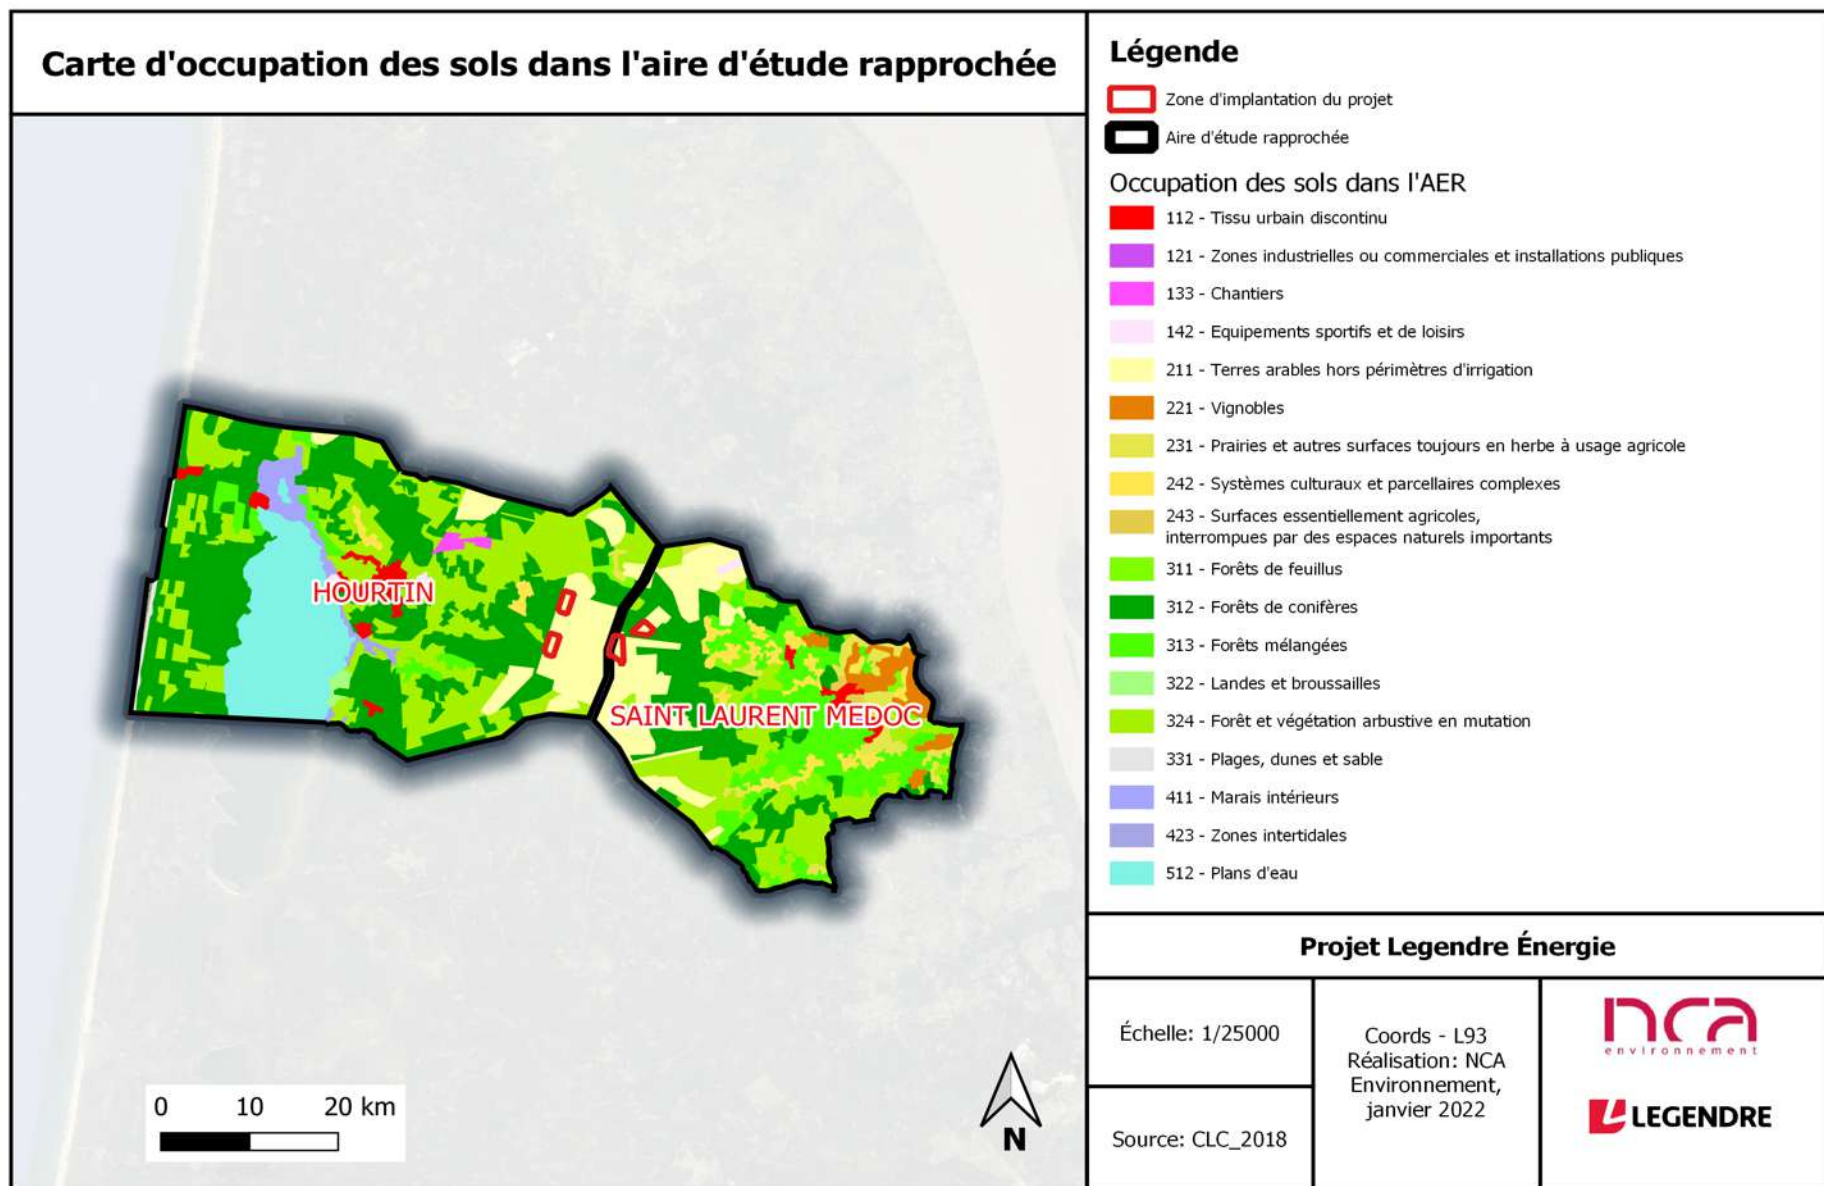 Carte d'occupation des sols dans l'aire d'étude rapprochée
HOURTIN
SAINT LAURENT MEDOC
0 10 20 km
N
Légende
Zone d'implantation du projet
Aire d'étude rapprochée
Occupation des sols dans l'AER
112 - Tissu urbain discontinu
121 - Zones industrielles ou commerciales et installations publiques
133 - Chantiers
142 - Equipements sportifs et de loisirs
211 - Terres arables hors périmètres d'irrigation
221 - Vignobles
231 - Prairies et autres surfaces toujours en herbe à usage agricole
242 - Systèmes culturaux et parcellaires complexes
243 - Surfaces essentiellement agricoles,
interrompues par des espaces naturels importants
311 - Forêts de feuillus
312 - Forêts de conifères
313 - Forêts mélangées
322 - Landes et broussailles
324 - Forêt et végétation arbustive en mutation
331 - Plages, dunes et sable
411 - Marais intérieurs
423 - Zones intertidales
512 - Plans d'eau
Projet Legendre Énergie
Échelle: 1/25000
Source: CLC_2018
Coords - L93
Réalisation: NCA
Environnement,
janvier 2022
nca
environnement
LEGENDRE